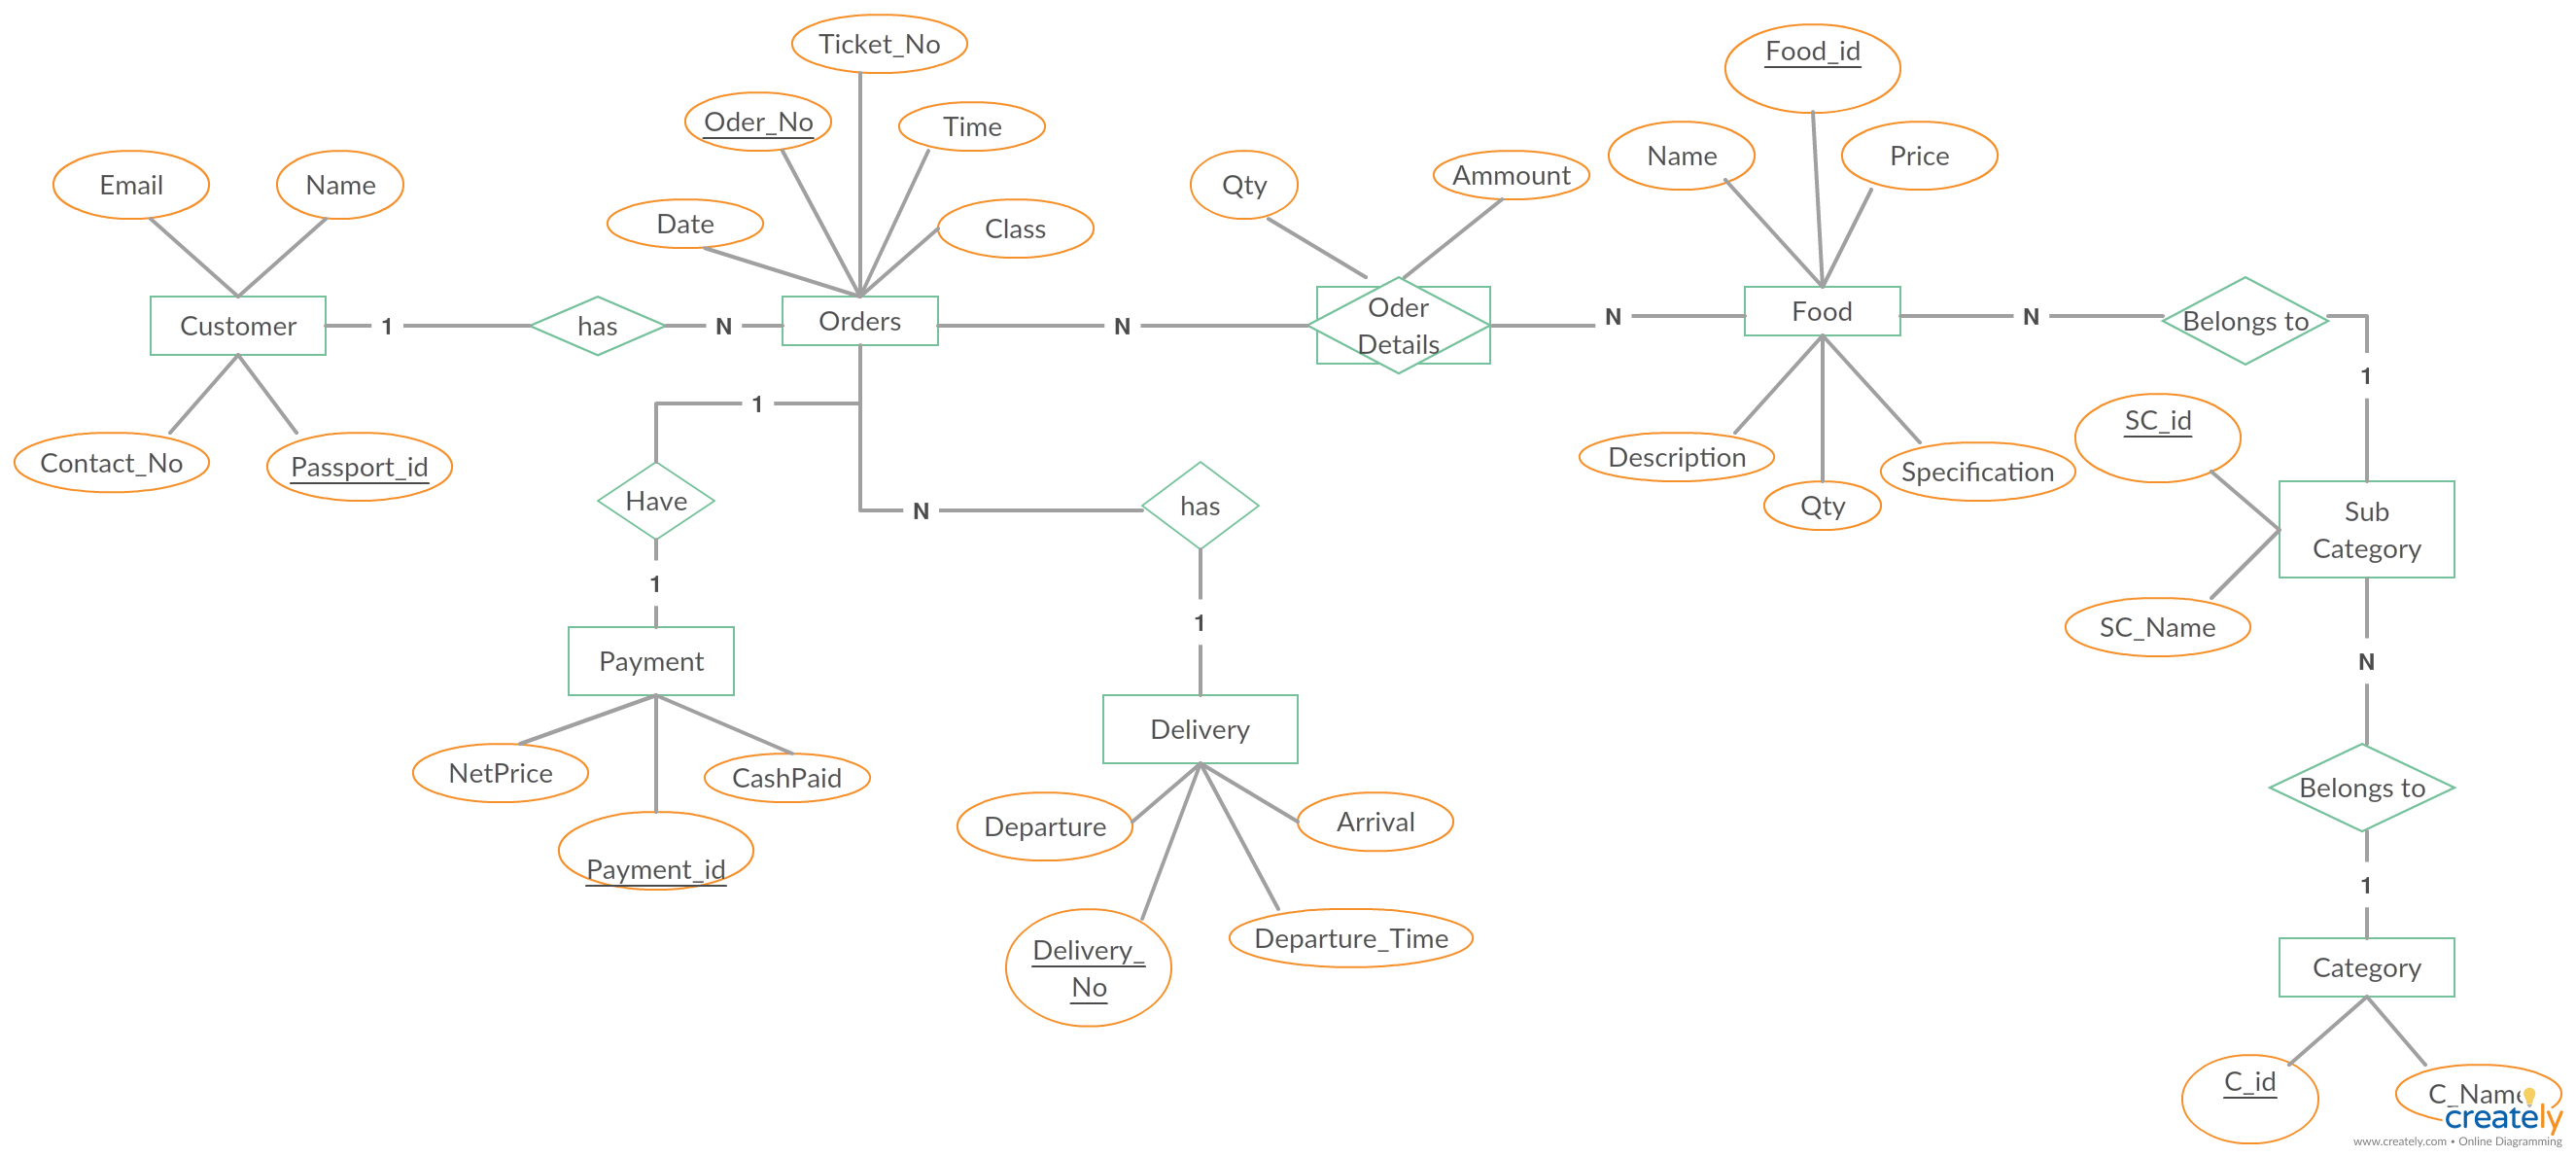 Ticket_No
Food_id
Oder_No
Time
Name
Price
Email
Name
Qty
Ammount
Date
Class
Customer
1
has
N
Orders
N
Oder
Details
N
Food
N
Belongs to
1
1
Contact_No
Passport_id
Have
N
has
Description
Qty
Specification
SC_id
Sub
Category
1
1
SC_Name
Payment
N
Delivery
NetPrice
CashPaid
Belongs to
Payment_id
Departure
Arrival
1
Delivery_
No
Departure_Time
Category
C_id
C_Name
creately
www.creately.com • Online Diagramming